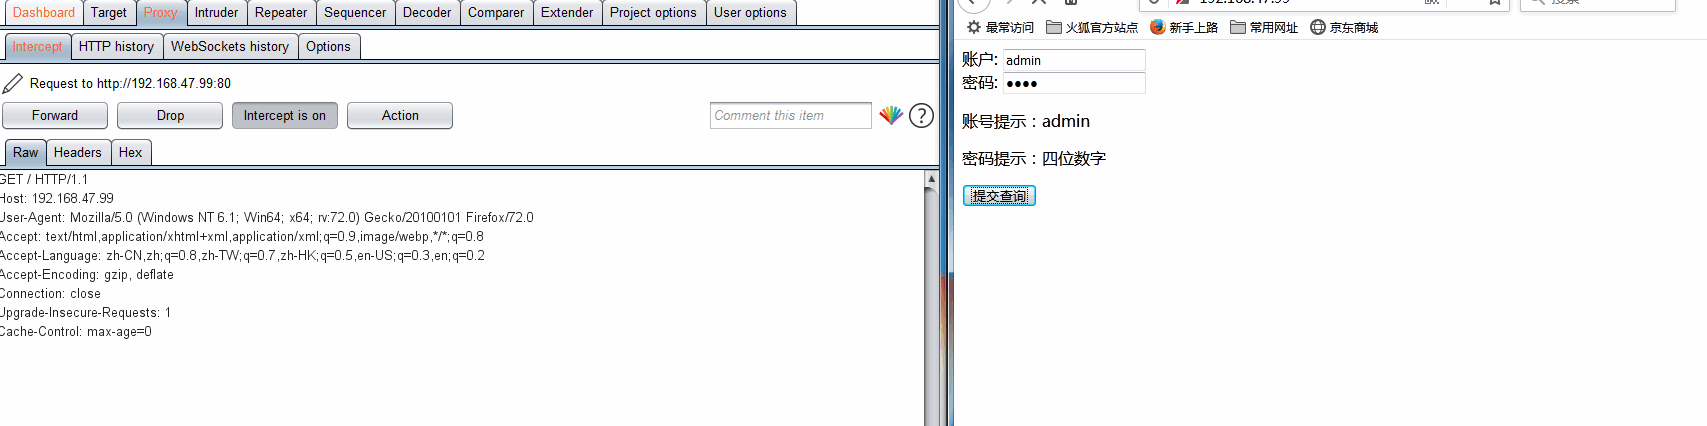 Dashboard Target Proxy Intruder Repeater Sequencer Decoder Comparer Extender Project options User options
Intercept HTTP history WebSockets history Options
Request to http://192.168.47.99:80
Forward Drop Intercept is on Action Comment this item ?
Raw Headers Hex
GET / HTTP/1.1
Host: 192.168.47.99
User-Agent: Mozilla/5.0 (Windows NT 6.1; Win64; x64; rv:72.0) Gecko/20100101 Firefox/72.0
Accept: text/html,application/xhtml+xml,application/xml;q=0.9,image/webp,*/*;q=0.8
Accept-Language: zh-CN,zh;q=0.8,zh-TW;q=0.7,zh-HK;q=0.5,en-US;q=0.3,en;q=0.2
Accept-Encoding: gzip, deflate
Connection: close
Upgrade-Insecure-Requests: 1
Cache-Control: max-age=0
192.168.47.99
最常访问 火狐官方站点 新手上路 常用网址 京东商城
账户: admin
密码: ●●●●
账号提示：admin
密码提示：四位数字
提交查询